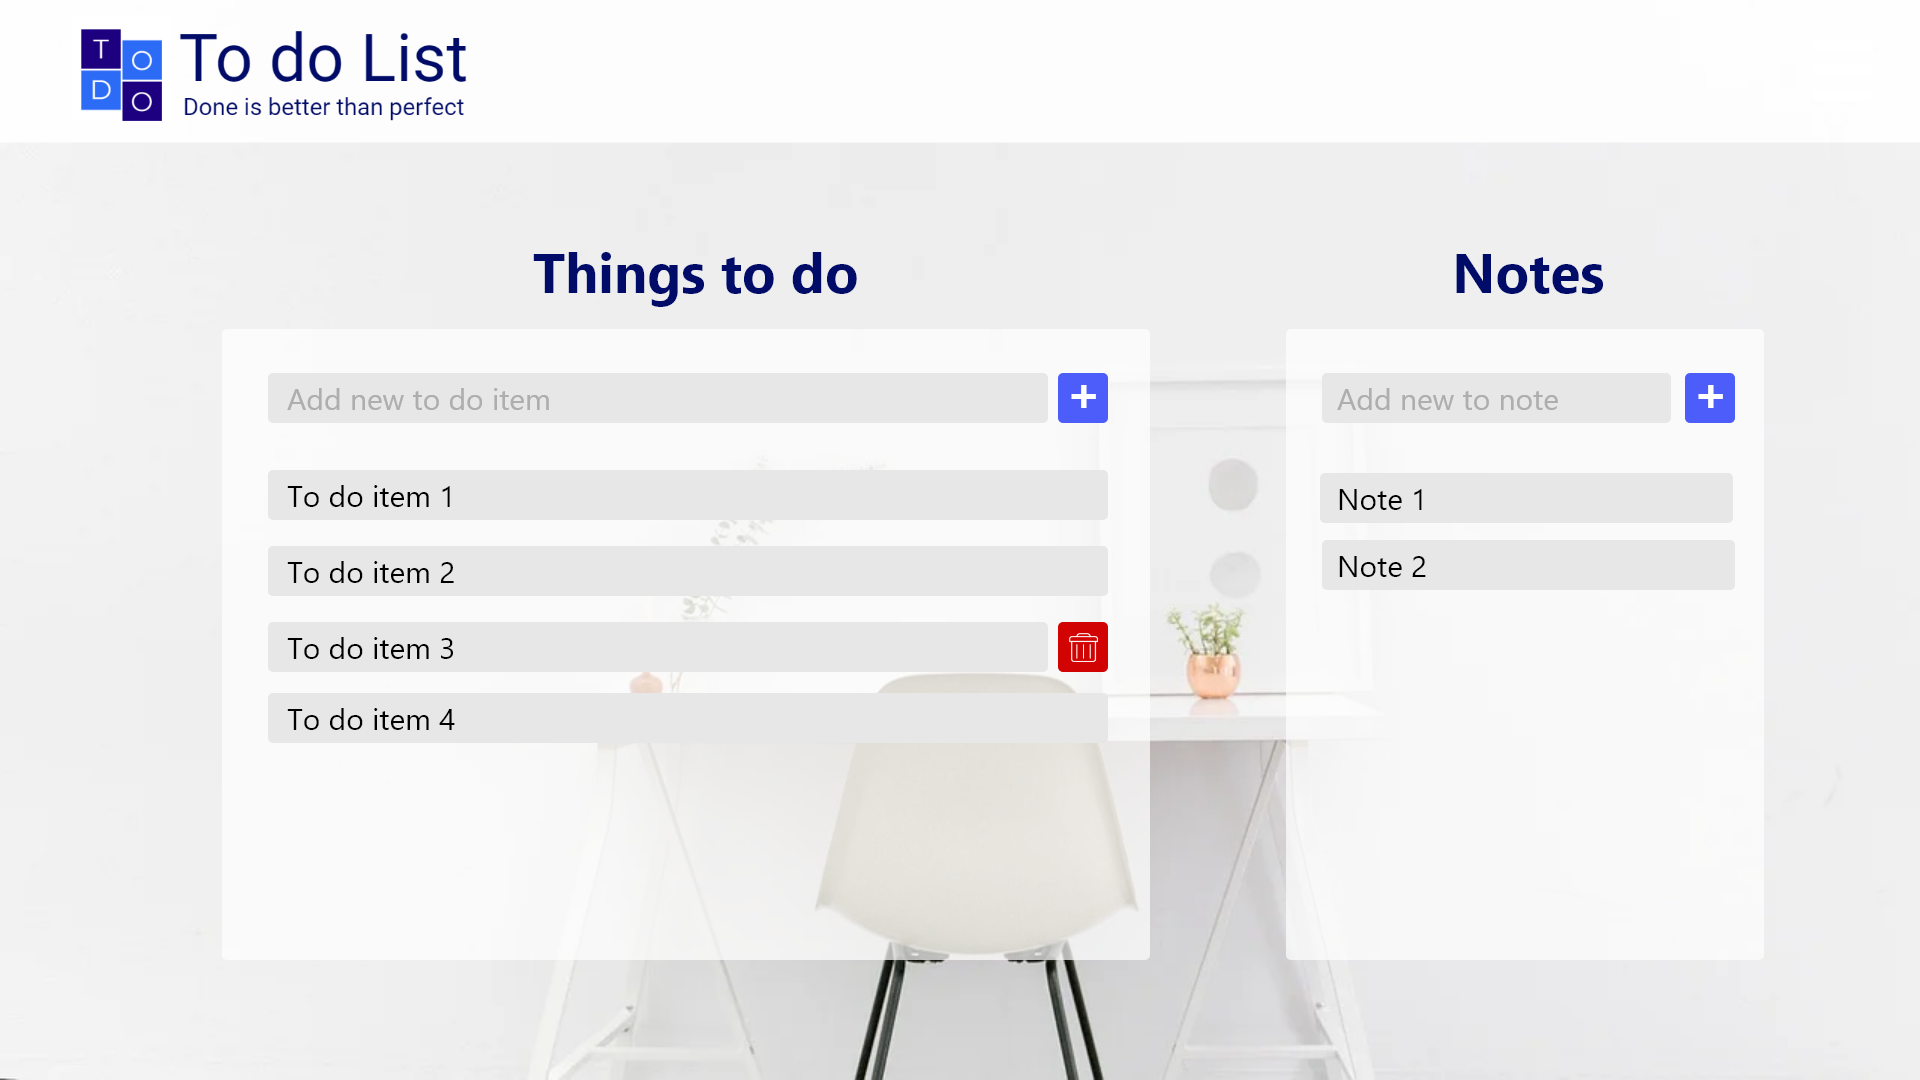 T O
D O
To do List
Done is better than perfect
Things to do
Add new to do item
To do item 1
To do item 2
To do item 3
To do item 4
Notes
Add new to note
Note 1
Note 2